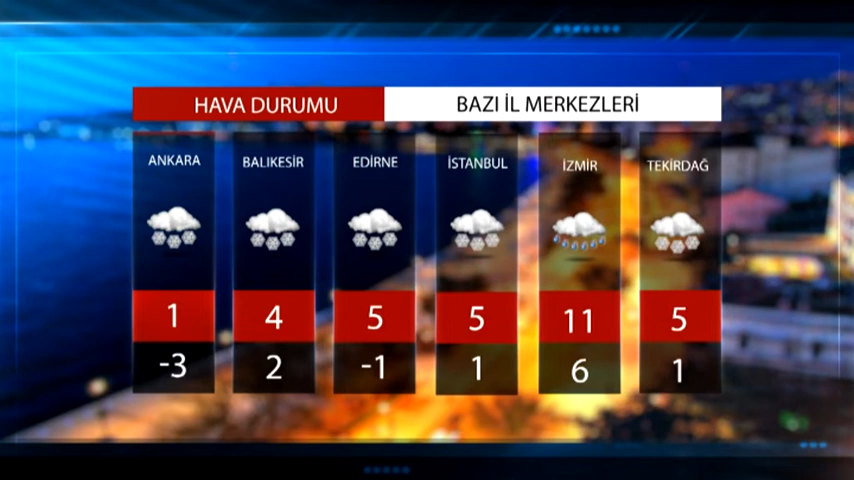 HAVA DURUMU BAZI İL MERKEZLERİ
ANKARA BALIKESİR EDİRNE İSTANBUL İZMİR TEKİRDAĞ
1 4 5 5 11 5
-3 2 -1 1 6 1